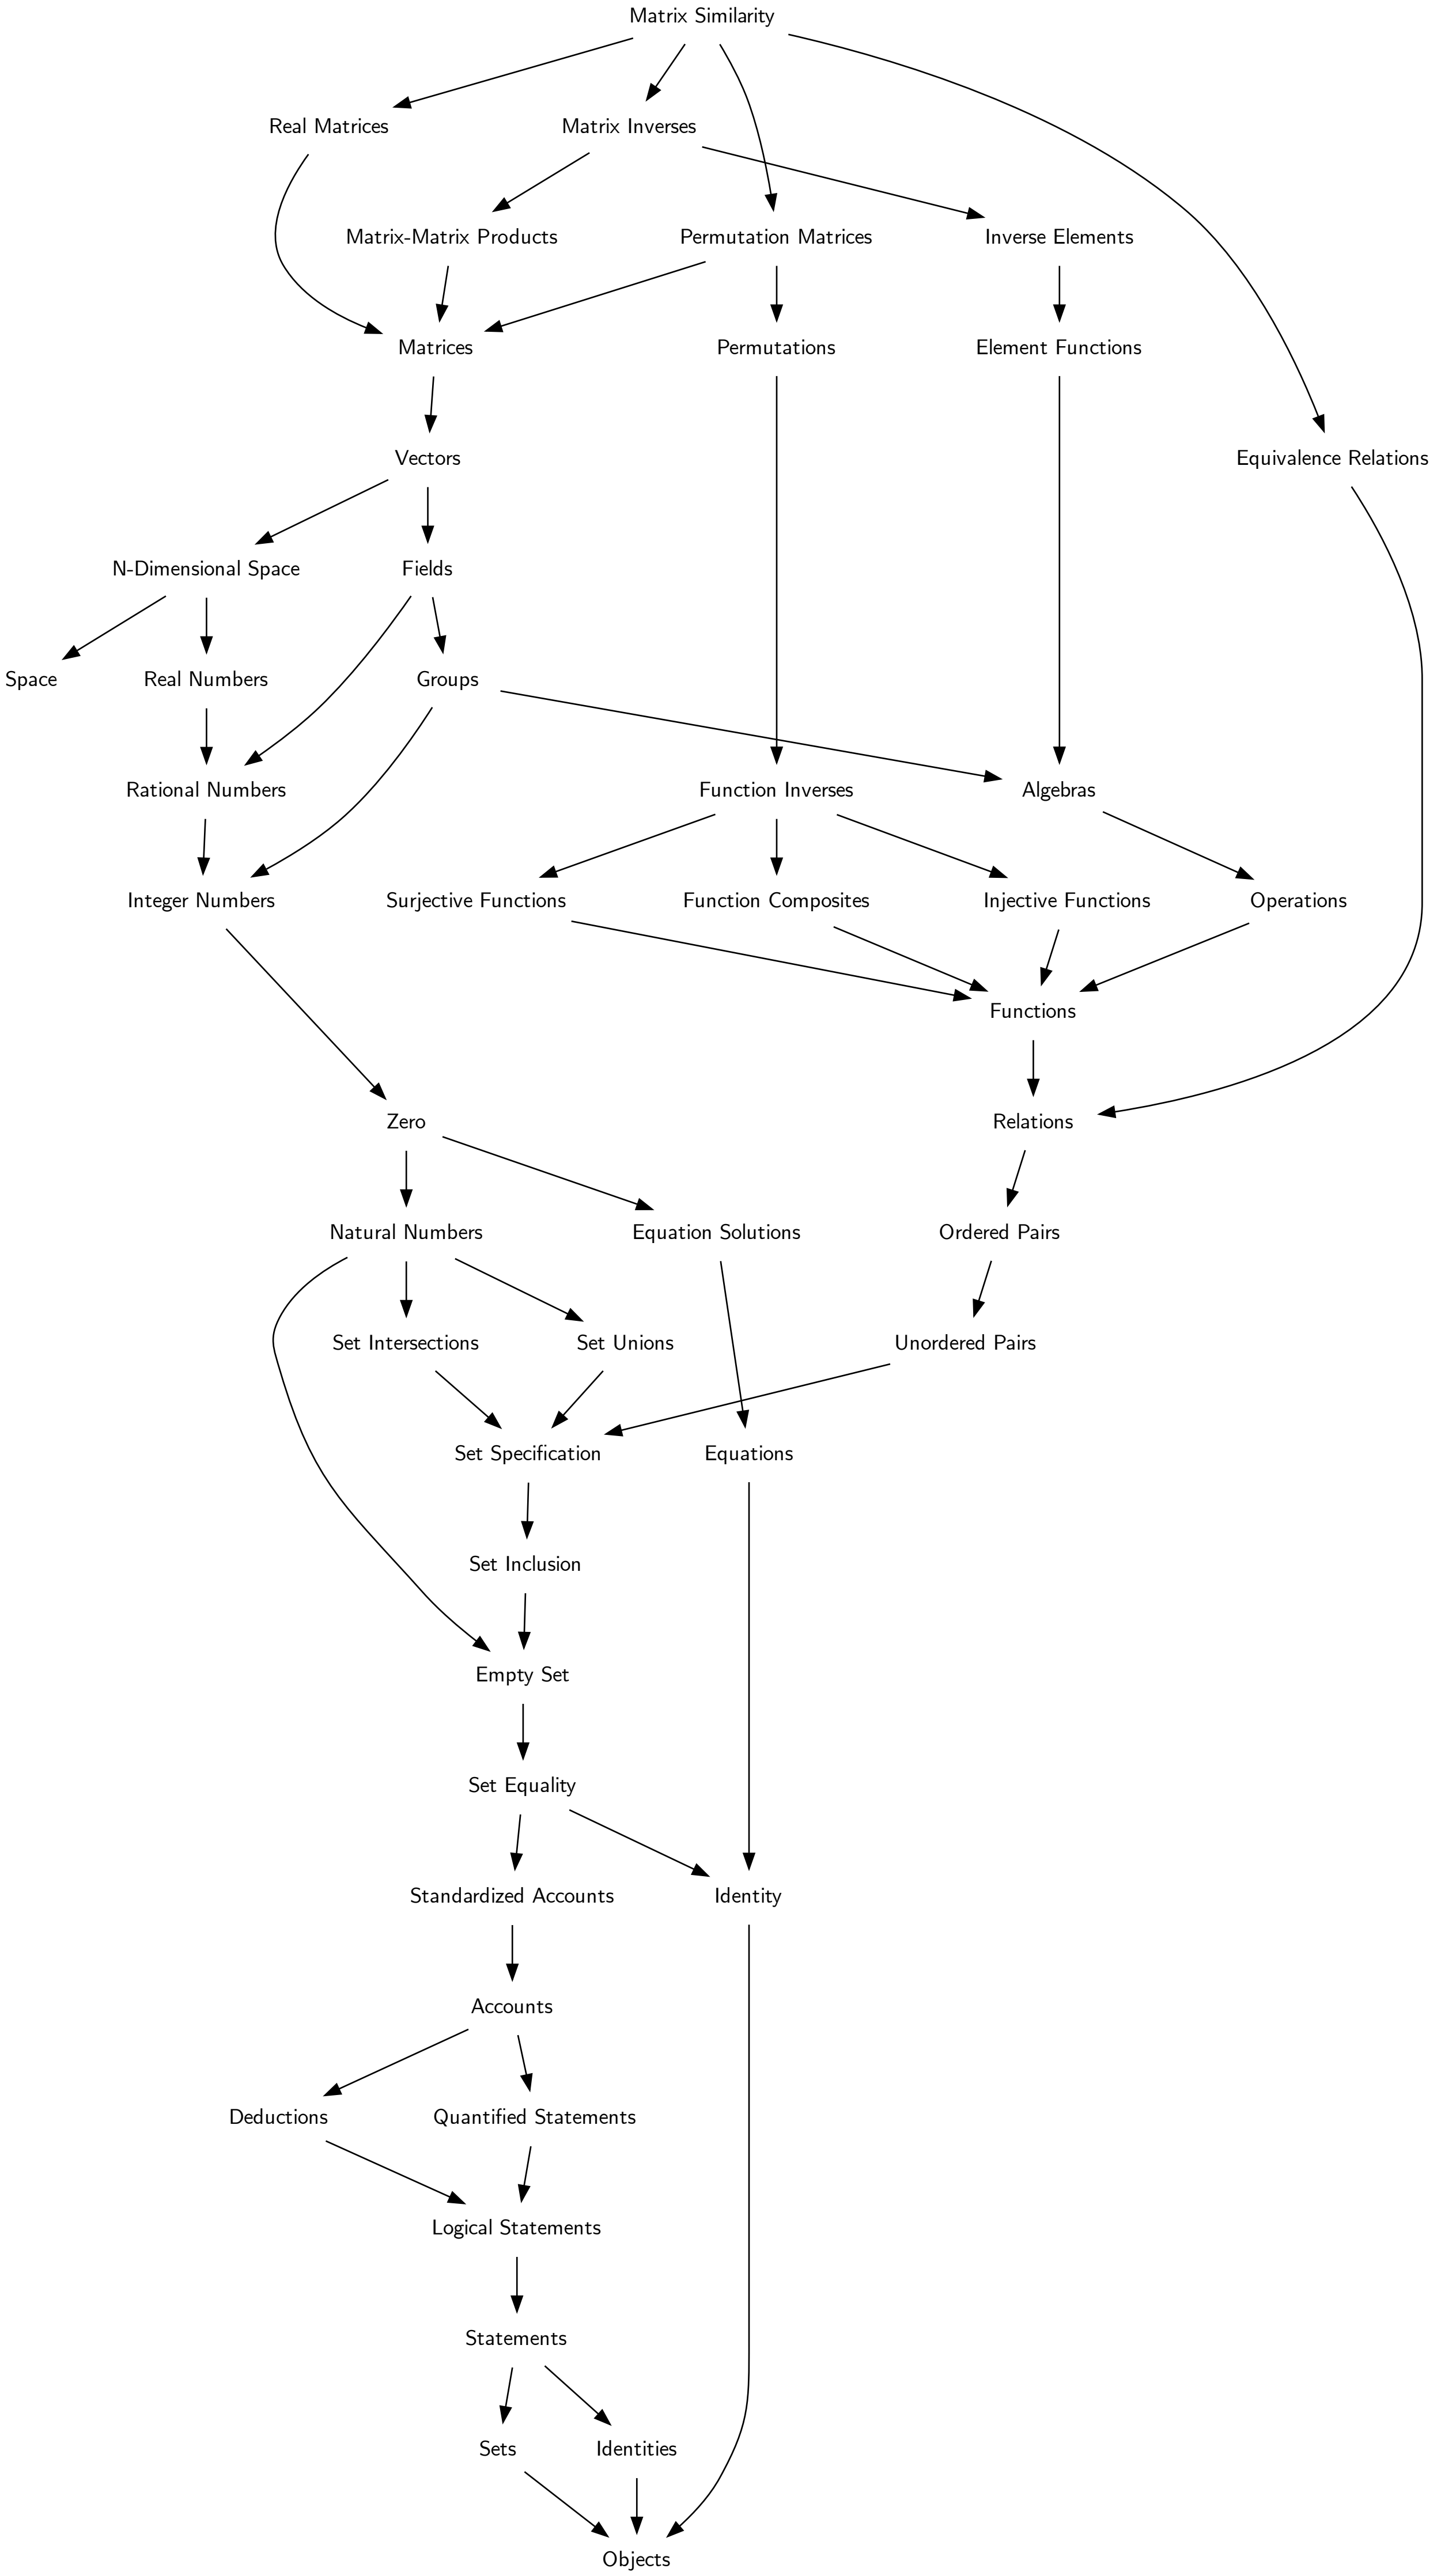 Matrix Similarity
Real Matrices
Matrix Inverses
Matrix-Matrix Products
Permutation Matrices
Inverse Elements
Matrices
Permutations
Element Functions
Vectors
Equivalence Relations
N-Dimensional Space
Fields
Space
Real Numbers
Groups
Rational Numbers
Function Inverses
Algebras
Integer Numbers
Surjective Functions
Function Composites
Injective Functions
Operations
Functions
Zero
Relations
Natural Numbers
Equation Solutions
Ordered Pairs
Set Intersections
Set Unions
Unordered Pairs
Set Specification
Equations
Set Inclusion
Empty Set
Set Equality
Standardized Accounts
Identity
Accounts
Deductions
Quantified Statements
Logical Statements
Statements
Sets
Identities
Objects